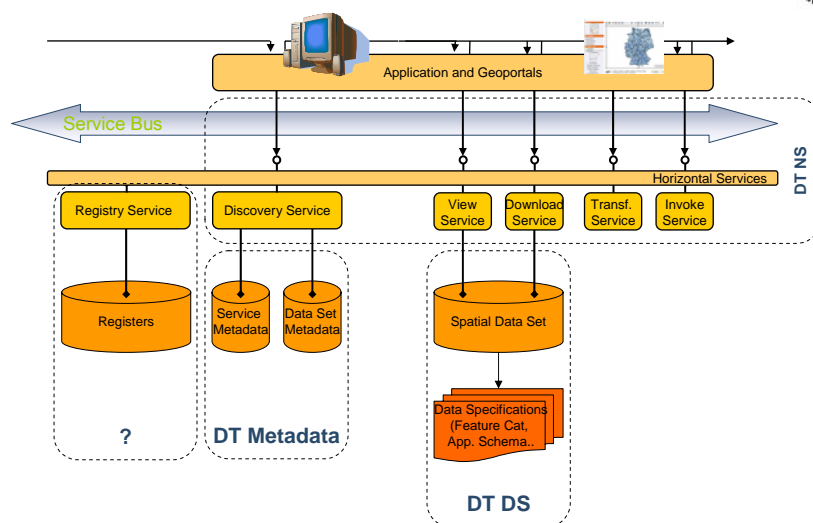 Application and Geoportals
Service Bus
Horizontal Services
DT NS
Registry Service
Discovery Service
View
Service
Download
Service
Transf.
Service
Invoke
Service
Registers
Service
Metadata
Data Set
Metadata
Spatial Data Set
Data Specifications
(Feature Cat,
App. Schema..
?
DT Metadata
DT DS